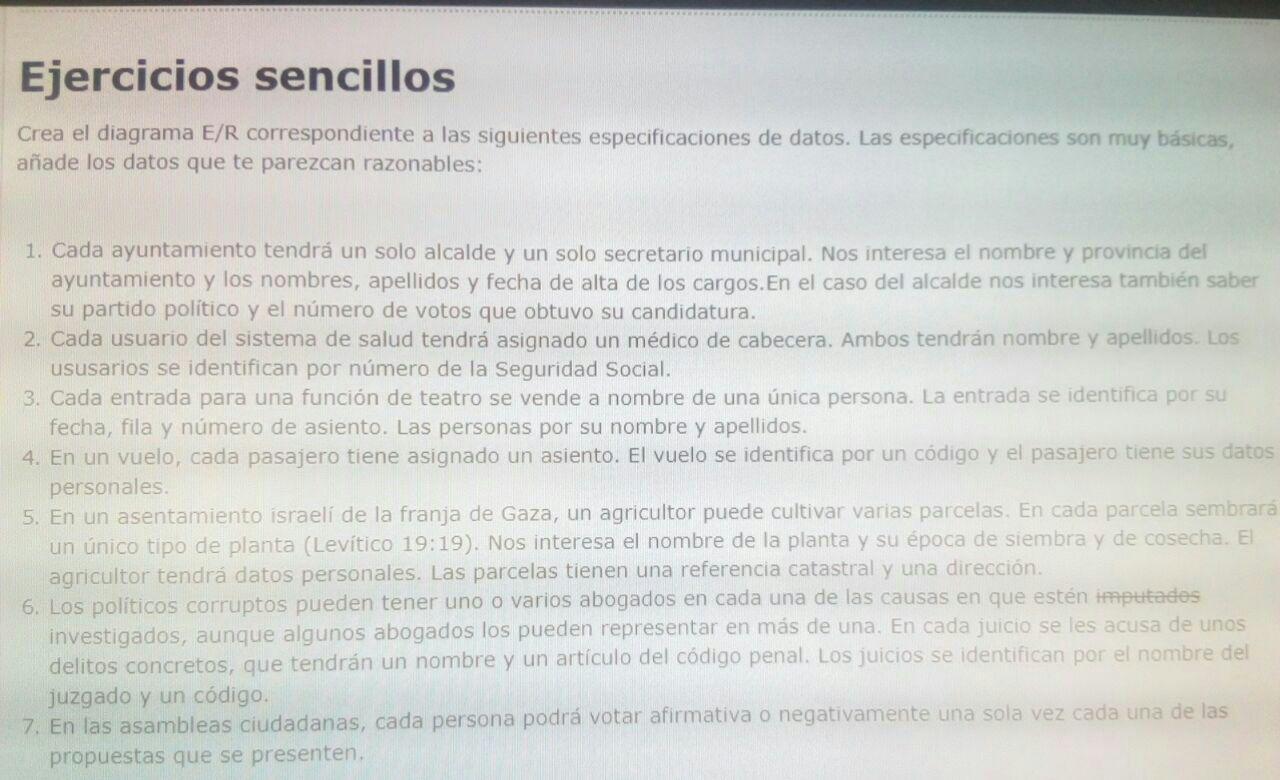 Ejercicios sencillos
Crea el diagrama E/R correspondiente a las siguientes especificaciones de datos. Las especificaciones son muy básicas,
añade los datos que te parezcan razonables:
1. Cada ayuntamiento tendrá un solo alcalde y un solo secretario municipal. Nos interesa el nombre y provincia del
ayuntamiento y los nombres, apellidos y fecha de alta de los cargos.En el caso del alcalde nos interesa también saber
su partido político y el número de votos que obtuvo su candidatura.
2. Cada usuario del sistema de salud tendrá asignado un médico de cabecera. Ambos tendrán nombre y apellidos. Los
ususarios se identifican por número de la Seguridad Social.
3. Cada entrada para una función de teatro se vende a nombre de una única persona. La entrada se identifica por su
fecha, fila y número de asiento. Las personas por su nombre y apellidos.
4. En un vuelo, cada pasajero tiene asignado un asiento. El vuelo se identifica por un código y el pasajero tiene sus datos
personales.
5. En un asentamiento israelí de la franja de Gaza, un agricultor puede cultivar varias parcelas. En cada parcela sembrará
un único tipo de planta (Levítico 19:19). Nos interesa el nombre de la planta y su época de siembra y de cosecha. El
agricultor tendrá datos personales. Las parcelas tienen una referencia catastral y una dirección.
6. Los políticos corruptos pueden tener uno o varios abogados en cada una de las causas en que estén imputados
investigados, aunque algunos abogados los pueden representar en más de una. En cada juicio se les acusa de unos
delitos concretos, que tendrán un nombre y un artículo del código penal. Los juicios se identifican por el nombre del
juzgado y un código.
7. En las asambleas ciudadanas, cada persona podrá votar afirmativa o negativamente una sola vez cada una de las
propuestas que se presenten.